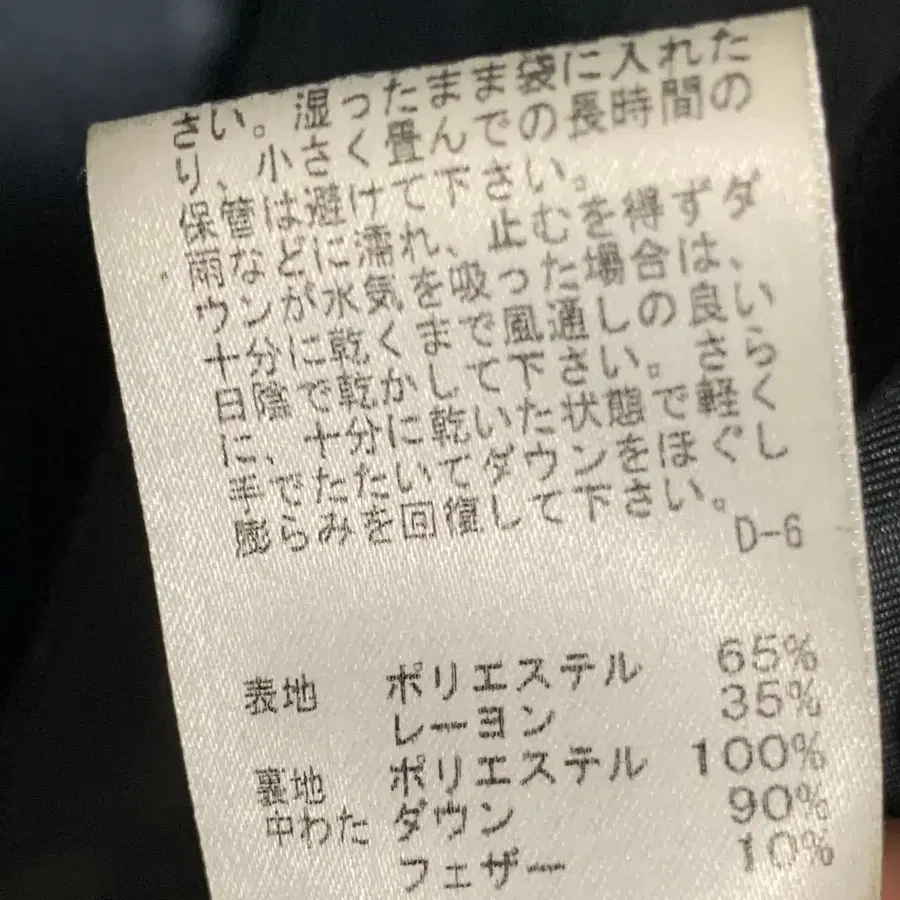 さい。湿ったまま袋に入れた
り、小さく畳んでの長時間の
保管は避けて下さい。
雨などに濡れ、止むを得ずダ
ウンが水気を吸った場合は、
十分に乾くまで風通しの良い
日陰で乾かして下さい。さら
に、十分に乾いた状態で軽く
手でたたいてダウンをほぐし
膨らみを回復して下さい。
D-6
表地 ポリエステル 65%
レーヨン 35%
裏地 ポリエステル 100%
中わた ダウン 90%
フェザー 10%